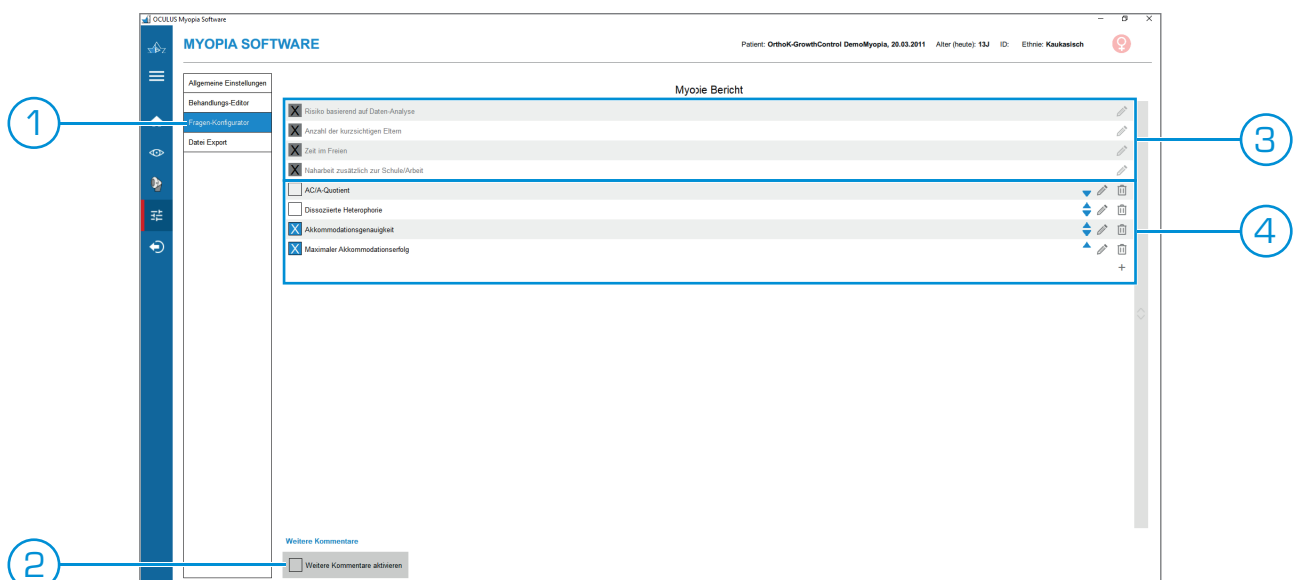 OCULUS Myopia Software
MYOPIA SOFTWARE
Patient: OrthoK-GrowthControl DemoMyopia, 20.03.2011 Alter (heute): 13J ID: Ethnie: Kaukasisch
Allgemeine Einstellungen
Behandlungs-Editor
Fragen-Konfigurator
Datei Export
Myopie Bericht
X Risiko basierend auf Daten-Analyse
X Anzahl der kurzsichtigen Eltern
X Zeit im Freien
X Naharbeit zusätzlich zur Schule/Arbeit
AC/A-Quotient
Dissoziierte Heterophorie
X Akkommodationsgenauigkeit
X Maximaler Akkommodationserfolg
+
Weitere Kommentare
Weitere Kommentare aktivieren
1
2
3
4